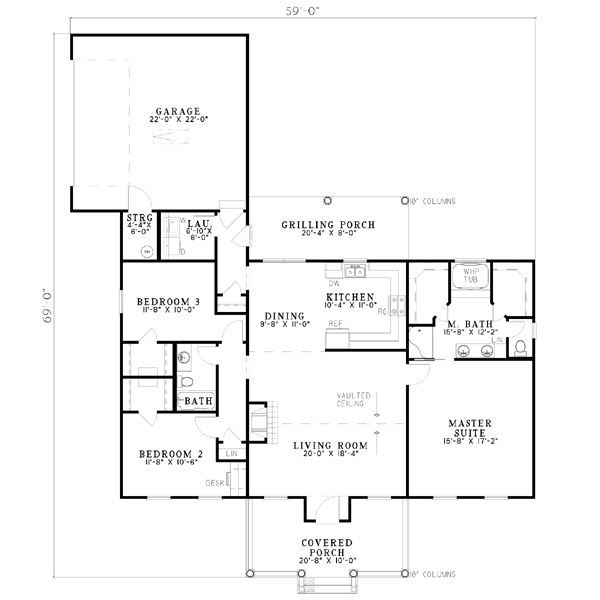 59'-0"
GARAGE
22'-0" X 22'-0"
STRG
4'-4"X
6'-0"
LAU.
6'-10"X
6'-0"
W
D
10" COLUMNS
GRILLING PORCH
20'-4" X 8'-0"
69'-0"
BEDROOM 3
11'-8" X 10'-0"
DINING
9'-8" X 11'-0"
DW
KITCHEN
10'-4" X 11'-0"
RG
REF
WHP
TUB
M. BATH
15'-8" X 12'-2"
LIN.
BATH
VAULTED
CEILING
MASTER
SUITE
15'-8" X 17'-2"
LIVING ROOM
20'-0" X 18'-4"
BEDROOM 2
11'-8" X 10'-6"
LIN
DESK
COVERED
PORCH
20'-8" X 10'-0"
10" COLUMNS